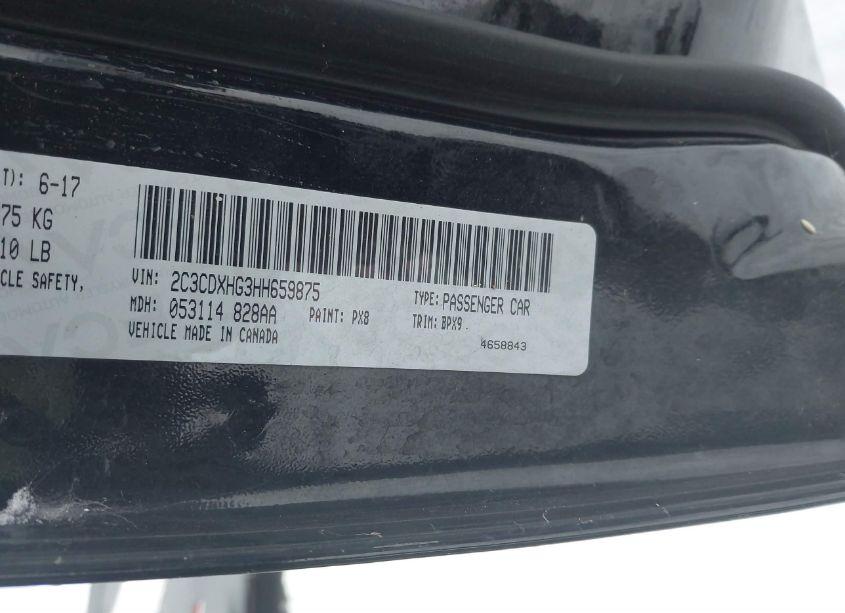 T): 6-17
75 KG
10 LB
CLE SAFETY,
VIN: 2C3CDXHG3HH659875
TYPE: PASSENGER CAR
MDH: 053114 828AA
PAINT: PX8
TRIM: BPX9
VEHICLE MADE IN CANADA
4658843